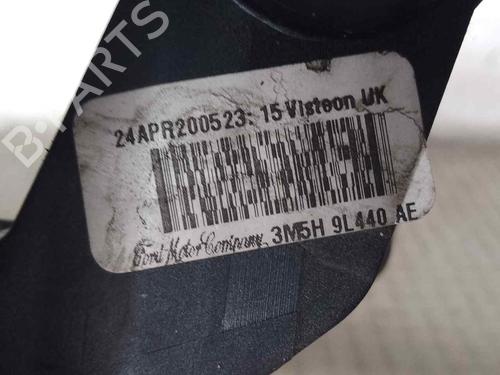 B-PARTS
24APR200523:15 Visteon UK
Ford Motor Company 3M5H 9L440 AE